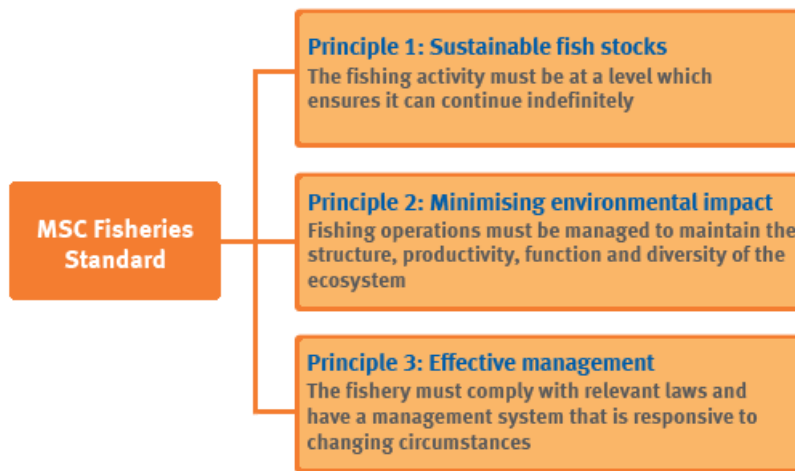 Principle 1: Sustainable fish stocks
The fishing activity must be at a level which
ensures it can continue indefinitely
MSC Fisheries
Standard
Principle 2: Minimising environmental impact
Fishing operations must be managed to maintain the
structure, productivity, function and diversity of the
ecosystem
Principle 3: Effective management
The fishery must comply with relevant laws and
have a management system that is responsive to
changing circumstances